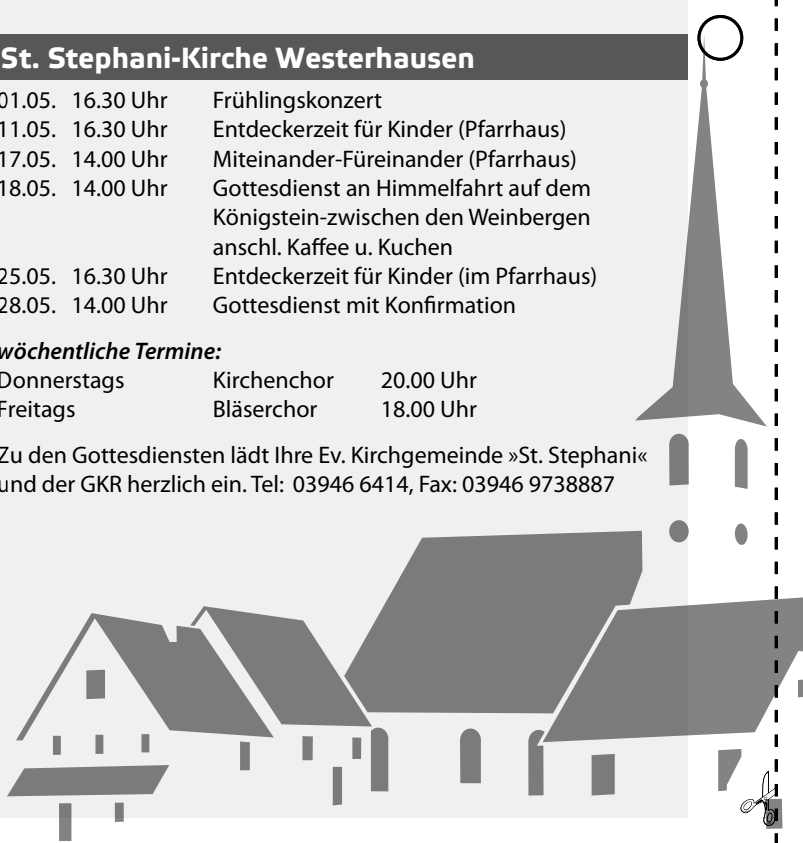 St. Stephani-Kirche Westerhausen
01.05. 16.30 Uhr Frühlingskonzert
11.05. 16.30 Uhr Entdeckerzeit für Kinder (Pfarrhaus)
17.05. 14.00 Uhr Miteinander-Füreinander (Pfarrhaus)
18.05. 14.00 Uhr Gottesdienst an Himmelfahrt auf dem
Königstein-zwischen den Weinbergen
anschl. Kaffee u. Kuchen
25.05. 16.30 Uhr Entdeckerzeit für Kinder (im Pfarrhaus)
28.05. 14.00 Uhr Gottesdienst mit Konfirmation
wöchentliche Termine:
Donnerstags Kirchenchor 20.00 Uhr
Freitags Bläserchor 18.00 Uhr
Zu den Gottesdiensten lädt Ihre Ev. Kirchgemeinde »St. Stephani«
und der GKR herzlich ein. Tel: 03946 6414, Fax: 03946 9738887